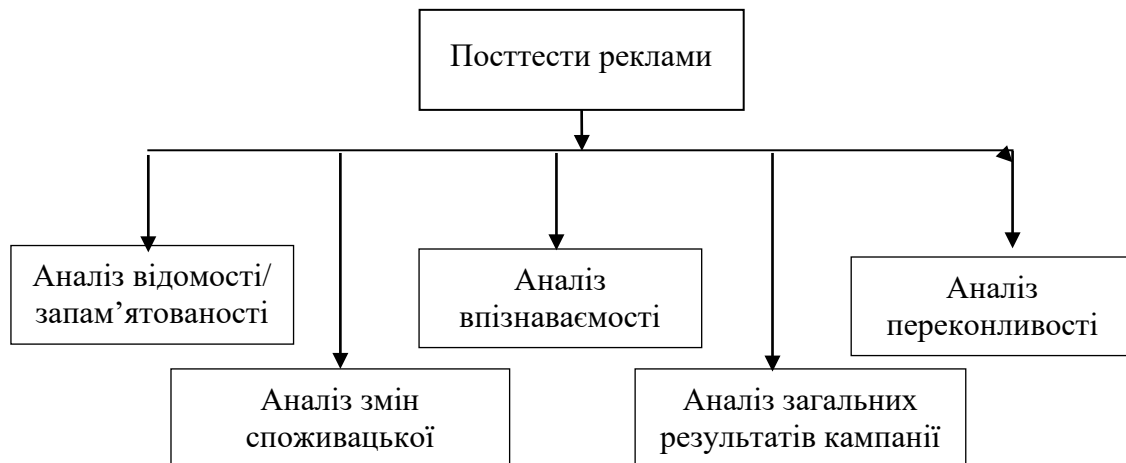 Посттести реклами
Аналіз відомості/
запам’ятованості
Аналіз
впізнаваємості
Аналіз
переконливості
Аналіз змін
споживацької
Аналіз загальних
результатів кампанії